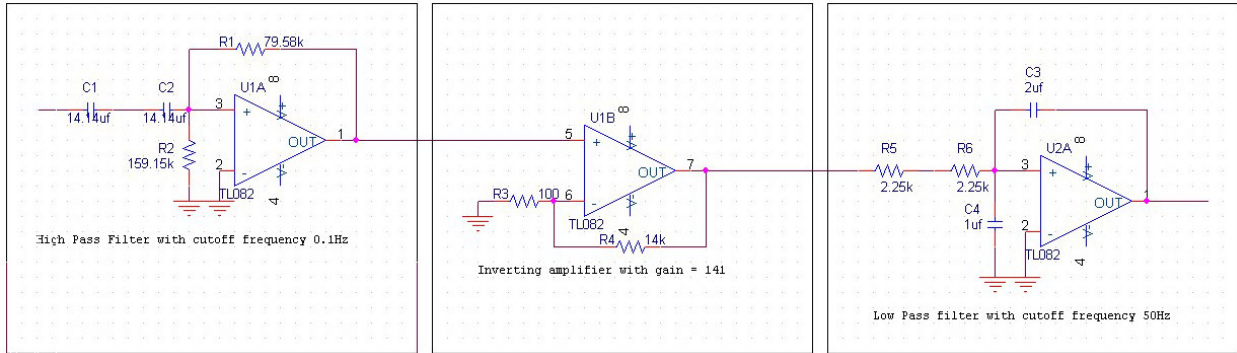 R1 79.58k
C1
14.14uf
C2
14.14uf
U1A
8
3
+
OUT
1
V+
R2
159.15k
2
-
V-
TL082
4
High Pass Filter with cutoff frequency 0.1Hz
U1B
8
5
+
V+
OUT
7
R3 100
6
-
V-
TL082
4
R4 14k
Inverting amplifier with gain = 141
C3
2uf
R5
2.25k
R6
2.25k
U2A
8
3
+
V+
OUT
1
C4
1uf
2
-
V-
TL082
4
Low Pass filter with cutoff frequency 50Hz